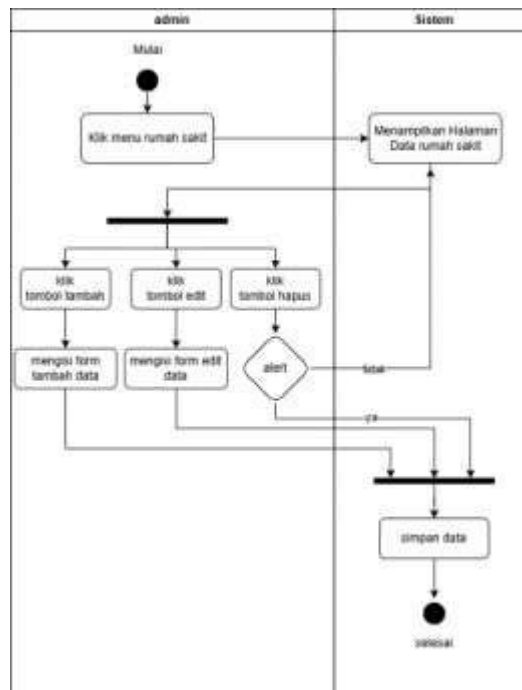 admin
Sistem
Mulai
Klik menu rumah sakit
Menampilkan Halaman
Data rumah sakit
klik
tombol tambah
klik
tombol edit
klik
tombol hapus
mengisi form
tambah data
mengisi form edit
data
alert
tidak
ya
simpan data
selesai